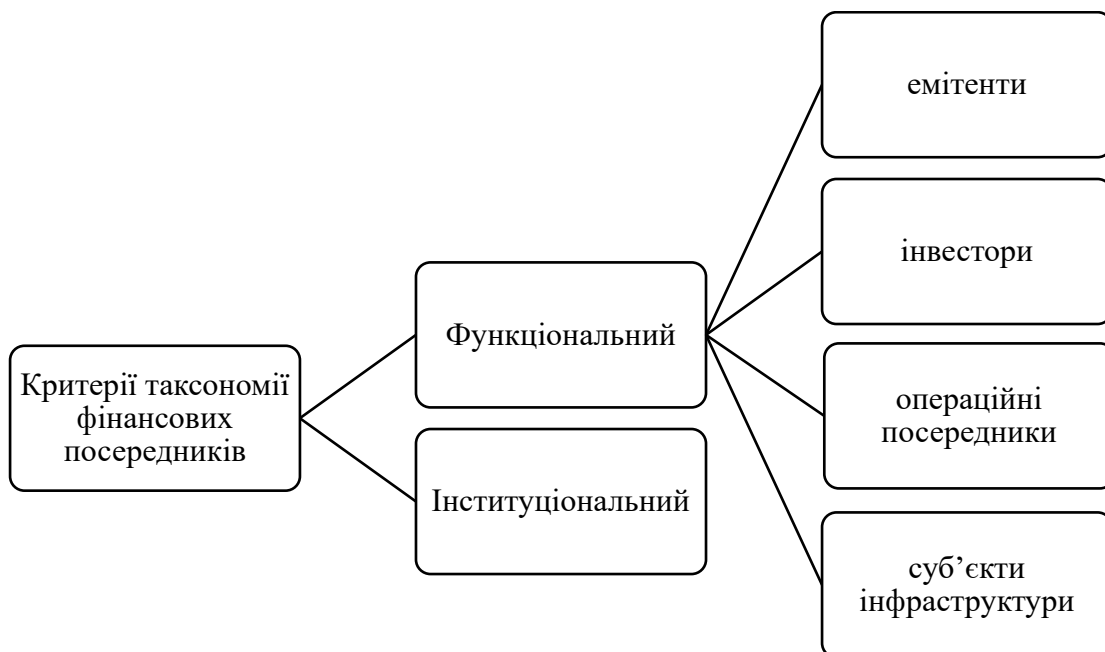 Критерії таксономії
фінансових
посередників
Функціональний
Інституціональний
емітенти
інвестори
операційні
посередники
суб’єкти
інфраструктури